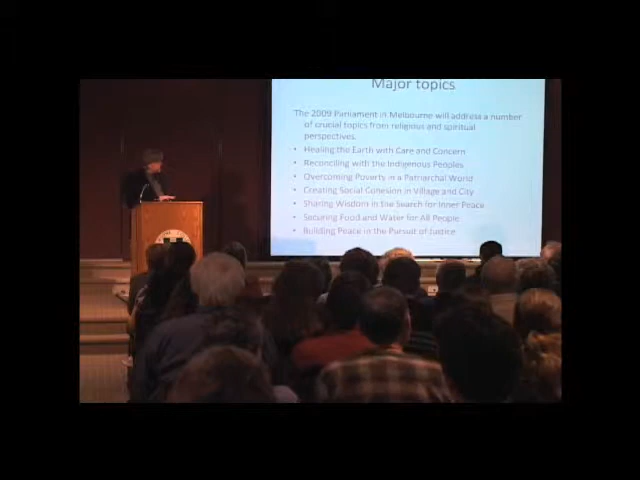 Major topics
The 2009 Parliament in Melbourne will address a number
of crucial topics from religious and spiritual
perspectives.
• Healing the Earth with Care and Concern
• Reconciling with the Indigenous Peoples
• Overcoming Poverty in a Patriarchal World
• Creating Social Cohesion in Village and City
• Sharing Wisdom in the Search for Inner Peace
• Securing Food and Water for All People
• Building Peace in the Pursuit of Justice